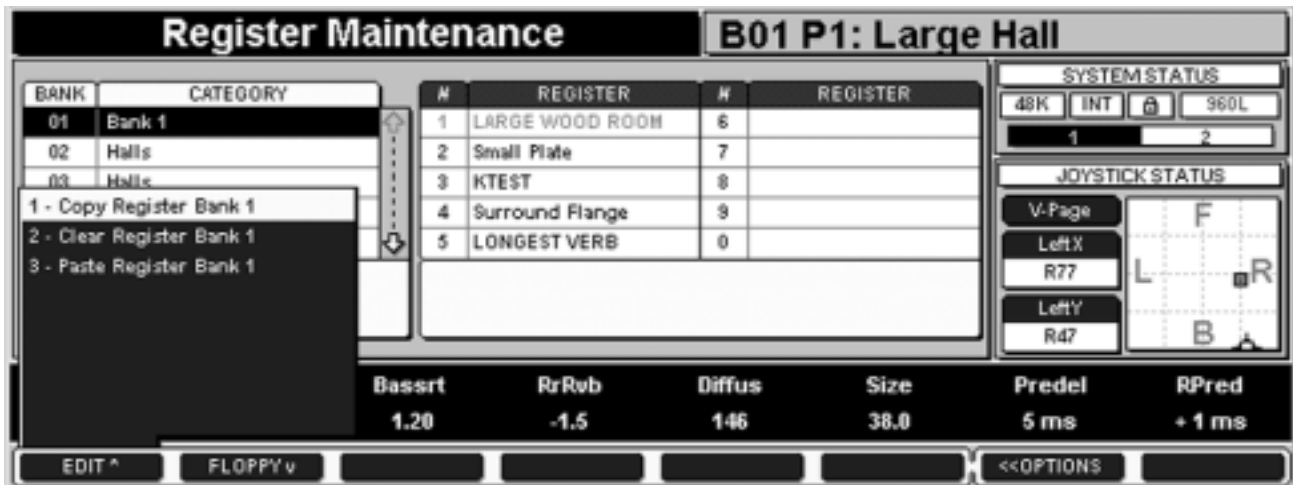 Register Maintenance B01 P1: Large Hall
SYSTEM STATUS
48K INT 960L
1 2
BANK CATEGORY
01 Bank 1
02 Halls
03 Halls
# REGISTER # REGISTER
1 LARGE WOOD ROOM 6
2 Small Plate 7
3 KTEST 8
4 Surround Flange 9
5 LONGEST VERB 0
1 - Copy Register Bank 1
2 - Clear Register Bank 1
3 - Paste Register Bank 1
JOYSTICK STATUS
V-Page
LeftX
R77
LeftY
R47
F
L R
B
Bassrt RrRvb Diffus Size Predel RPred
1.20 -1.5 146 38.0 5 ms + 1 ms
EDIT ^ FLOPPY v <<OPTIONS